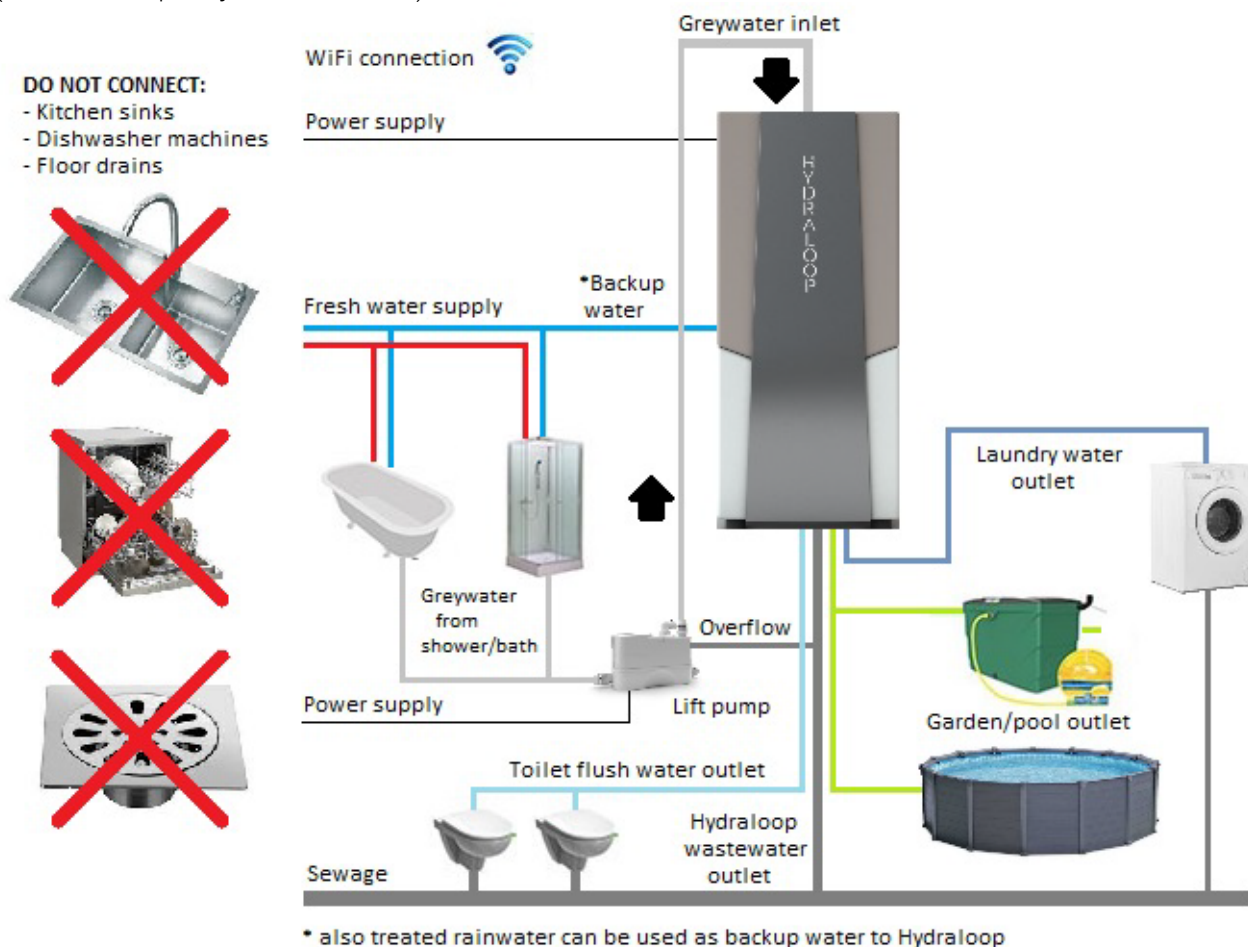 Greywater inlet
WiFi connection
DO NOT CONNECT:
- Kitchen sinks
- Dishwasher machines
- Floor drains
Power supply
HYDRALOOP
*Backup
water
Fresh water supply
Laundry water
outlet
Greywater
from
shower/bath
Overflow
Power supply
Lift pump
Garden/pool outlet
Toilet flush water outlet
Hydraloop
wastewater
outlet
Sewage
* also treated rainwater can be used as backup water to Hydraloop